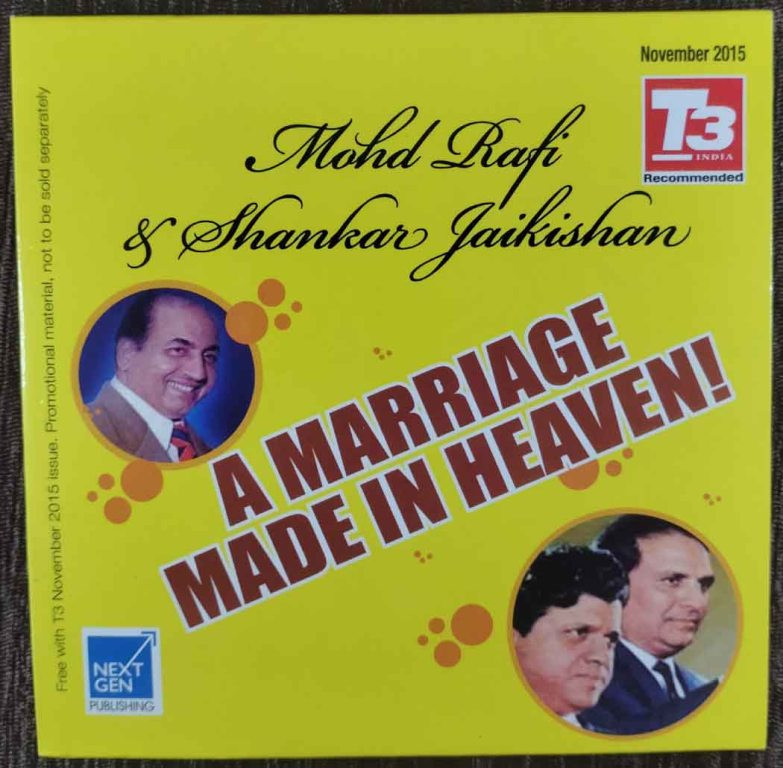 November 2015
T3
INDIA
Recommended
Mohd Rafi
& Shankar Jaikishan
A MARRIAGE
MADE IN HEAVEN!
Free with T3 November 2015 issue. Promotional material, not to be sold separately
NEXT
GEN
PUBLISHING